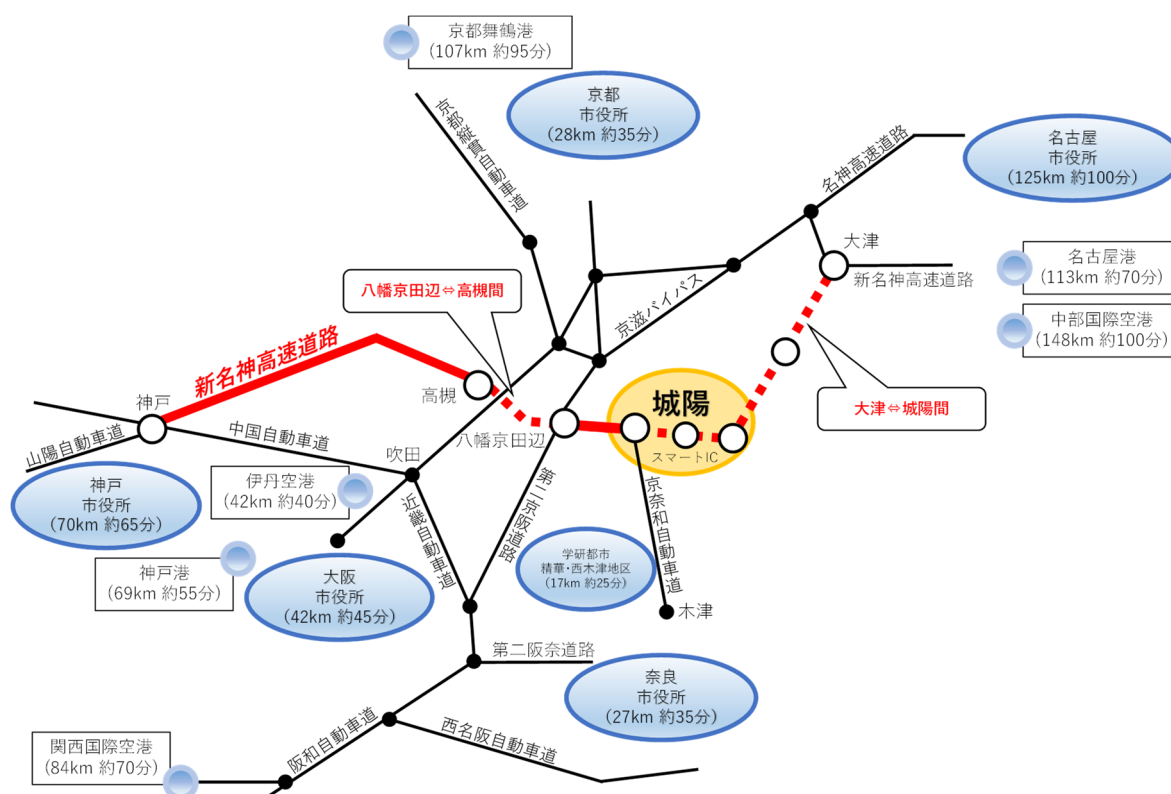 京都舞鶴港
(107km 約95分)
京都
市役所
(28km 約35分)
京都縦貫自動車道
名神高速道路
名古屋
市役所
(125km 約100分)
大津
新名神高速道路
名古屋港
(113km 約70分)
中部国際空港
(148km 約100分)
八幡京田辺⇔高槻間
京滋バイパス
新名神高速道路
高槻
城陽
スマートIC
大津⇔城陽間
神戸
山陽自動車道
中国自動車道
八幡京田辺
吹田
神戸
市役所
(70km 約65分)
伊丹空港
(42km 約40分)
近畿自動車道
第二京阪道路
京奈和自動車道
学研都市
精華・西木津地区
(17km 約25分)
神戸港
(69km 約55分)
大阪
市役所
(42km 約45分)
木津
第二阪奈道路
奈良
市役所
(27km 約35分)
関西国際空港
(84km 約70分)
阪和自動車道
西名阪自動車道